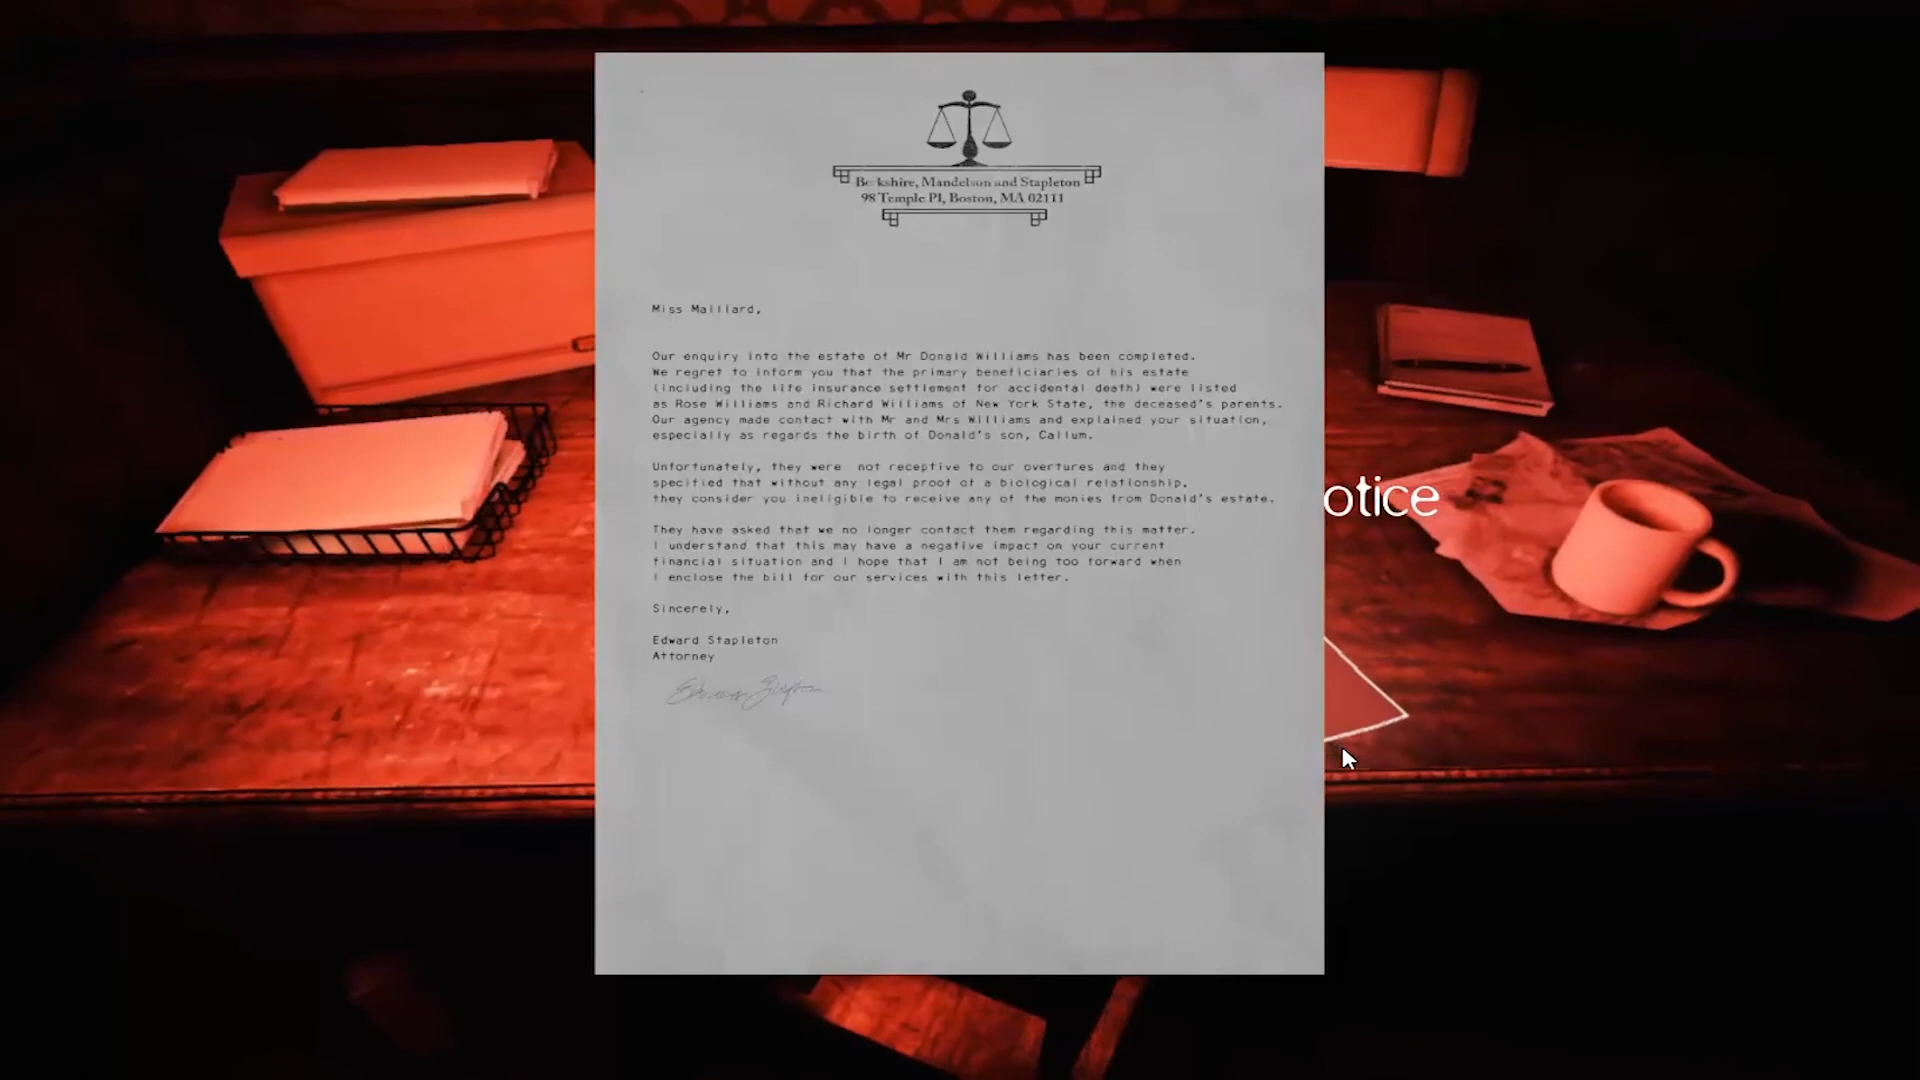 Berkshire, Mandelson and Stapleton
98 Temple Pl, Boston, MA 02111
Miss Maillard,
Our enquiry into the estate of Mr Donald Williams has been completed.
We regret to inform you that the primary beneficiaries of his estate
(including the life insurance settlement for accidental death) were listed
as Rose Williams and Richard Williams of New York State, the deceased's parents.
Our agency made contact with Mr and Mrs Williams and explained your situation,
especially as regards the birth of Donald's son, Callum.
Unfortunately, they were not receptive to our overtures and they
specified that without any legal proof of a biological relationship,
they consider you ineligible to receive any of the monies from Donald's estate.
They have asked that we no longer contact them regarding this matter.
I understand that this may have a negative impact on your current
financial situation and I hope that I am not being too forward when
I enclose the bill for our services with this letter.
Sincerely,
Edward Stapleton
Attorney
otice